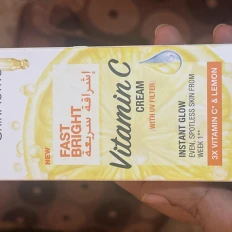 NEW
FAST
BRIGHT
إشراقة سريعة
Vitamin C
CREAM
WITH UV FILTER
INSTANT GLOW
EVEN, SPOTLESS SKIN FROM
WEEK 1**
3X VITAMIN C* & LEMON